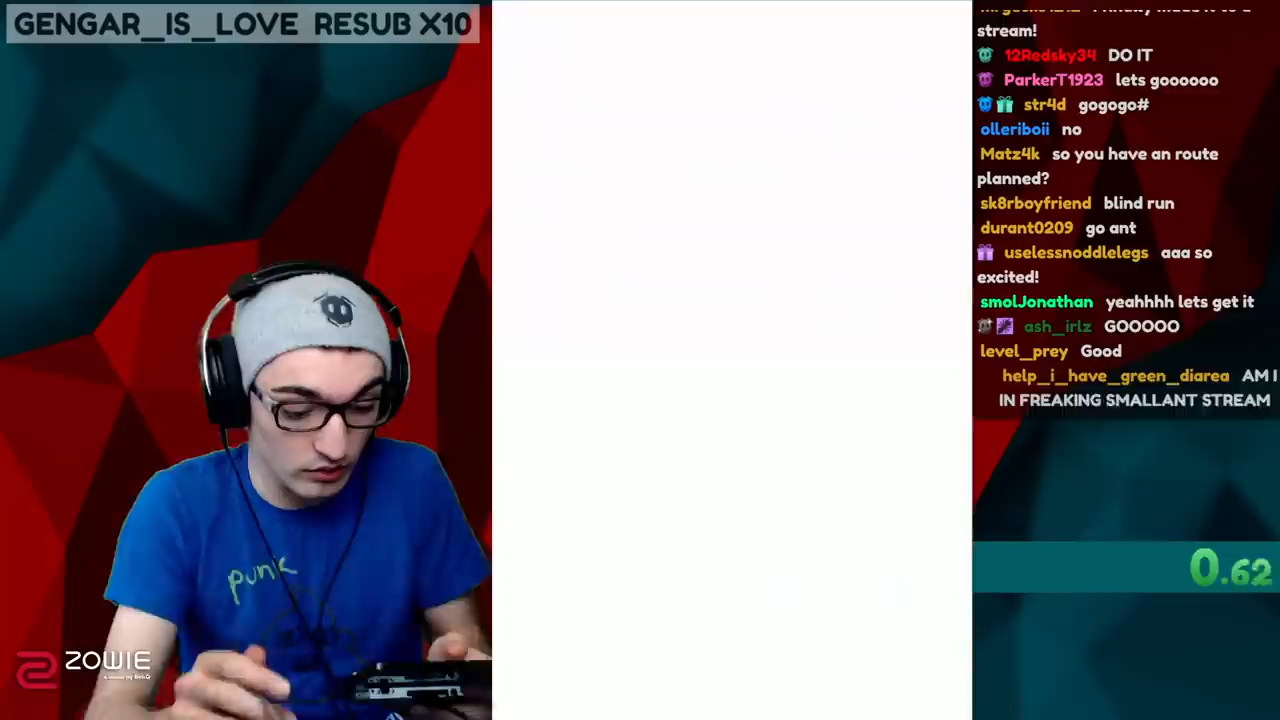 GENGAR_IS_LOVE RESUB X10
stream!
12Redsky34 DO IT
ParkerT1923 lets goooooo
str4d gogogo#
olleriboii no
Matz4k so you have an route
planned?
sk8rboyfriend blind run
durant0209 go ant
uselessnoddlelegs aaa so
excited!
smolJonathan yeahhhh lets get it
ash_irlz GOOOOO
level_prey Good
help_i_have_green_diarea AM I
IN FREAKING SMALLANT STREAM
0.62
punk
ZOWIE